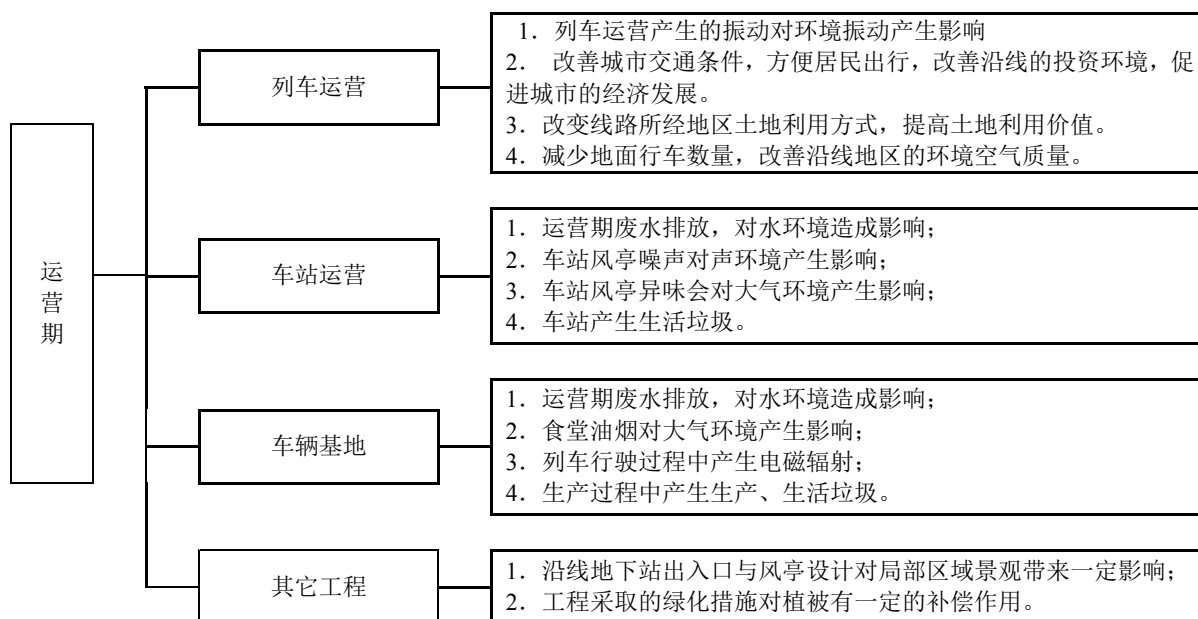 运
营
期
列车运营
1．列车运营产生的振动对环境振动产生影响
2． 改善城市交通条件，方便居民出行，改善沿线的投资环境，促
进城市的经济发展。
3．改变线路所经地区土地利用方式，提高土地利用价值。
4．减少地面行车数量，改善沿线地区的环境空气质量。
车站运营
1．运营期废水排放，对水环境造成影响；
2．车站风亭噪声对声环境产生影响；
3．车站风亭异味会对大气环境产生影响；
4．车站产生生活垃圾。
车辆基地
1．运营期废水排放，对水环境造成影响；
2．食堂油烟对大气环境产生影响；
3．列车行驶过程中产生电磁辐射；
4．生产过程中产生生产、生活垃圾。
其它工程
1．沿线地下站出入口与风亭设计对局部区域景观带来一定影响；
2．工程采取的绿化措施对植被有一定的补偿作用。